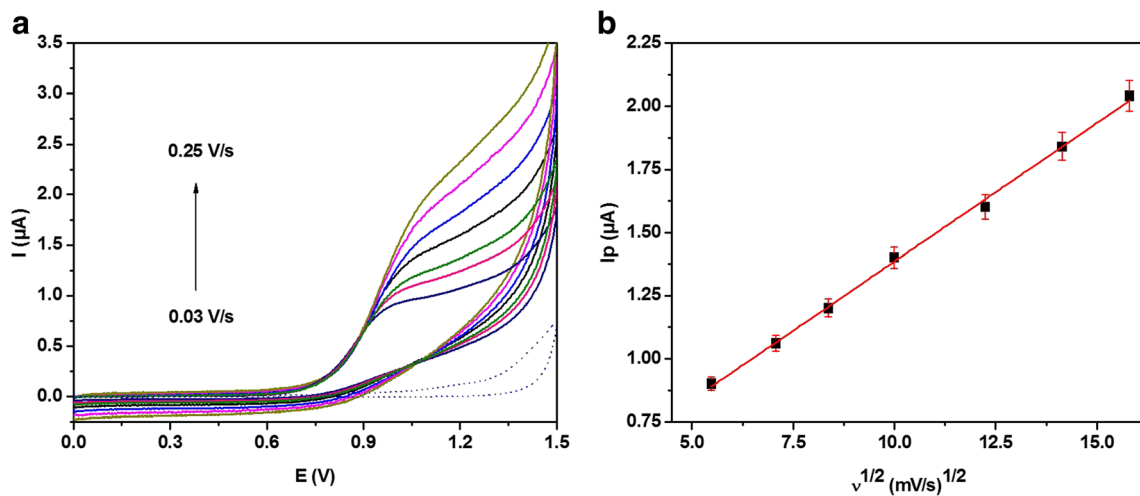 a
3.5
3.0
2.5
2.0
1.5
1.0
0.5
0.0
I (µA)
0.25 V/s
0.03 V/s
0.0 0.3 0.6 0.9 1.2 1.5
E (V)
b
2.25
2.00
1.75
1.50
1.25
1.00
0.75
Ip (µA)
5.0 7.5 10.0 12.5 15.0
ν1/2 (mV/s)1/2